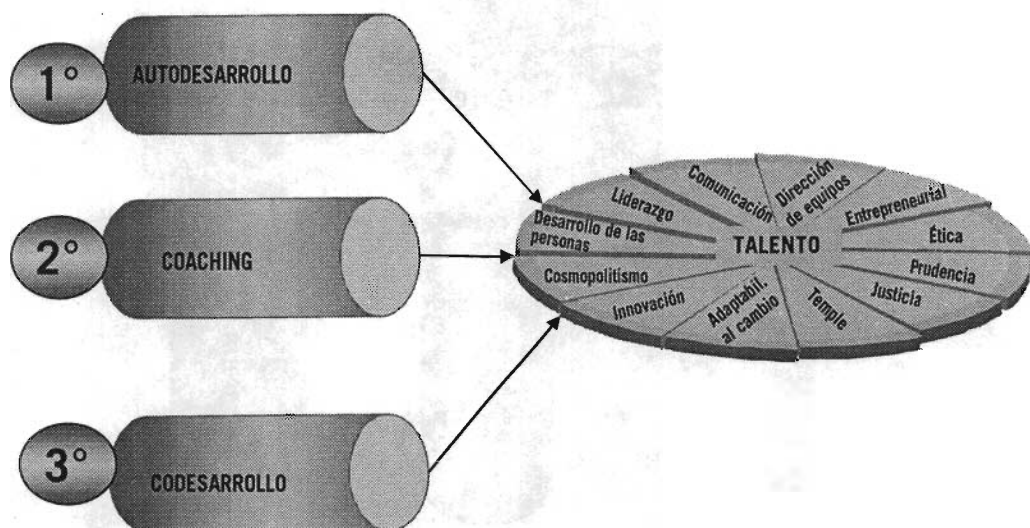 1°
AUTODESARROLLO
2°
COACHING
3°
CODESARROLLO
TALENTO
Comunicación
Dirección
de equipos
Entrepreneurial
Ética
Prudencia
Justicia
Temple
Adaptabil.
al cambio
Innovación
Cosmopolitismo
Desarrollo de las
personas
Liderazgo